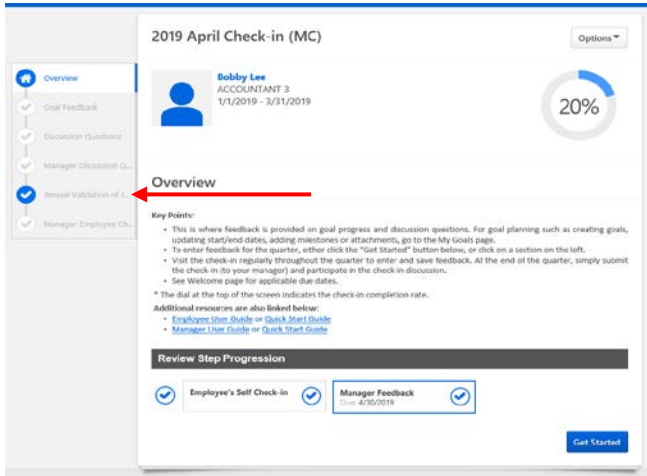 2019 April Check-in (MC)
Options
Bobby Lee
ACCOUNTANT 3
1/1/2019 - 3/31/2019
20%
Overview
Goal Feedback
Discussion Questions
Manager Discussion Q...
Annual Validation of J...
Manager Employee Ch...
Overview
Key Points:
• This is where feedback is provided on goal progress and discussion questions. For goal planning such as creating goals,
updating start/end dates, adding milestones or attachments, go to the My Goals page.
• To enter feedback for the quarter, either click the "Get Started" button below, or click on a section on the left.
• Visit the check-in regularly throughout the quarter to enter and save feedback. At the end of the quarter, simply submit
the check-in (to your manager) and participate in the check in discussion.
• See Welcome page for applicable due dates.
* The dial at the top of the screen indicates the check-in completion rate.
Additional resources are also linked below:
• Employee User Guide or Quick Start Guide
• Manager User Guide or Quick Start Guide
Review Step Progression
Employee's Self Check-in
Manager Feedback
Due 4/30/2019
Get Started